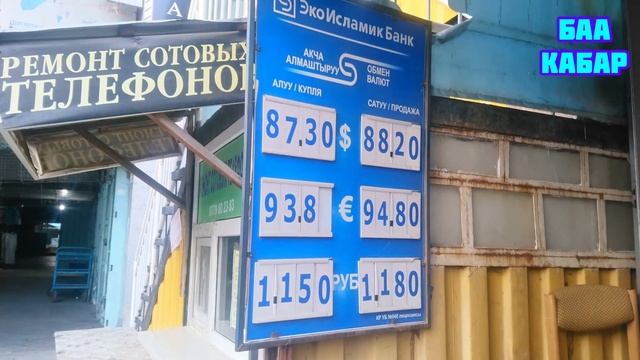 А
РЕМОНТ СОТОВЫХ
ТЕЛЕФОНОВ
ЭкоИсламик Банк
АКЧА
АЛМАШТЫРУУ
ОБМЕН
ВАЛЮТ
АЛУУ / КУПЛЯ
САТУУ / ПРОДАЖА
87.30 $ 88.20
93.8 € 94.80
1.150 РУБ 1.180
БАА
КАБАР